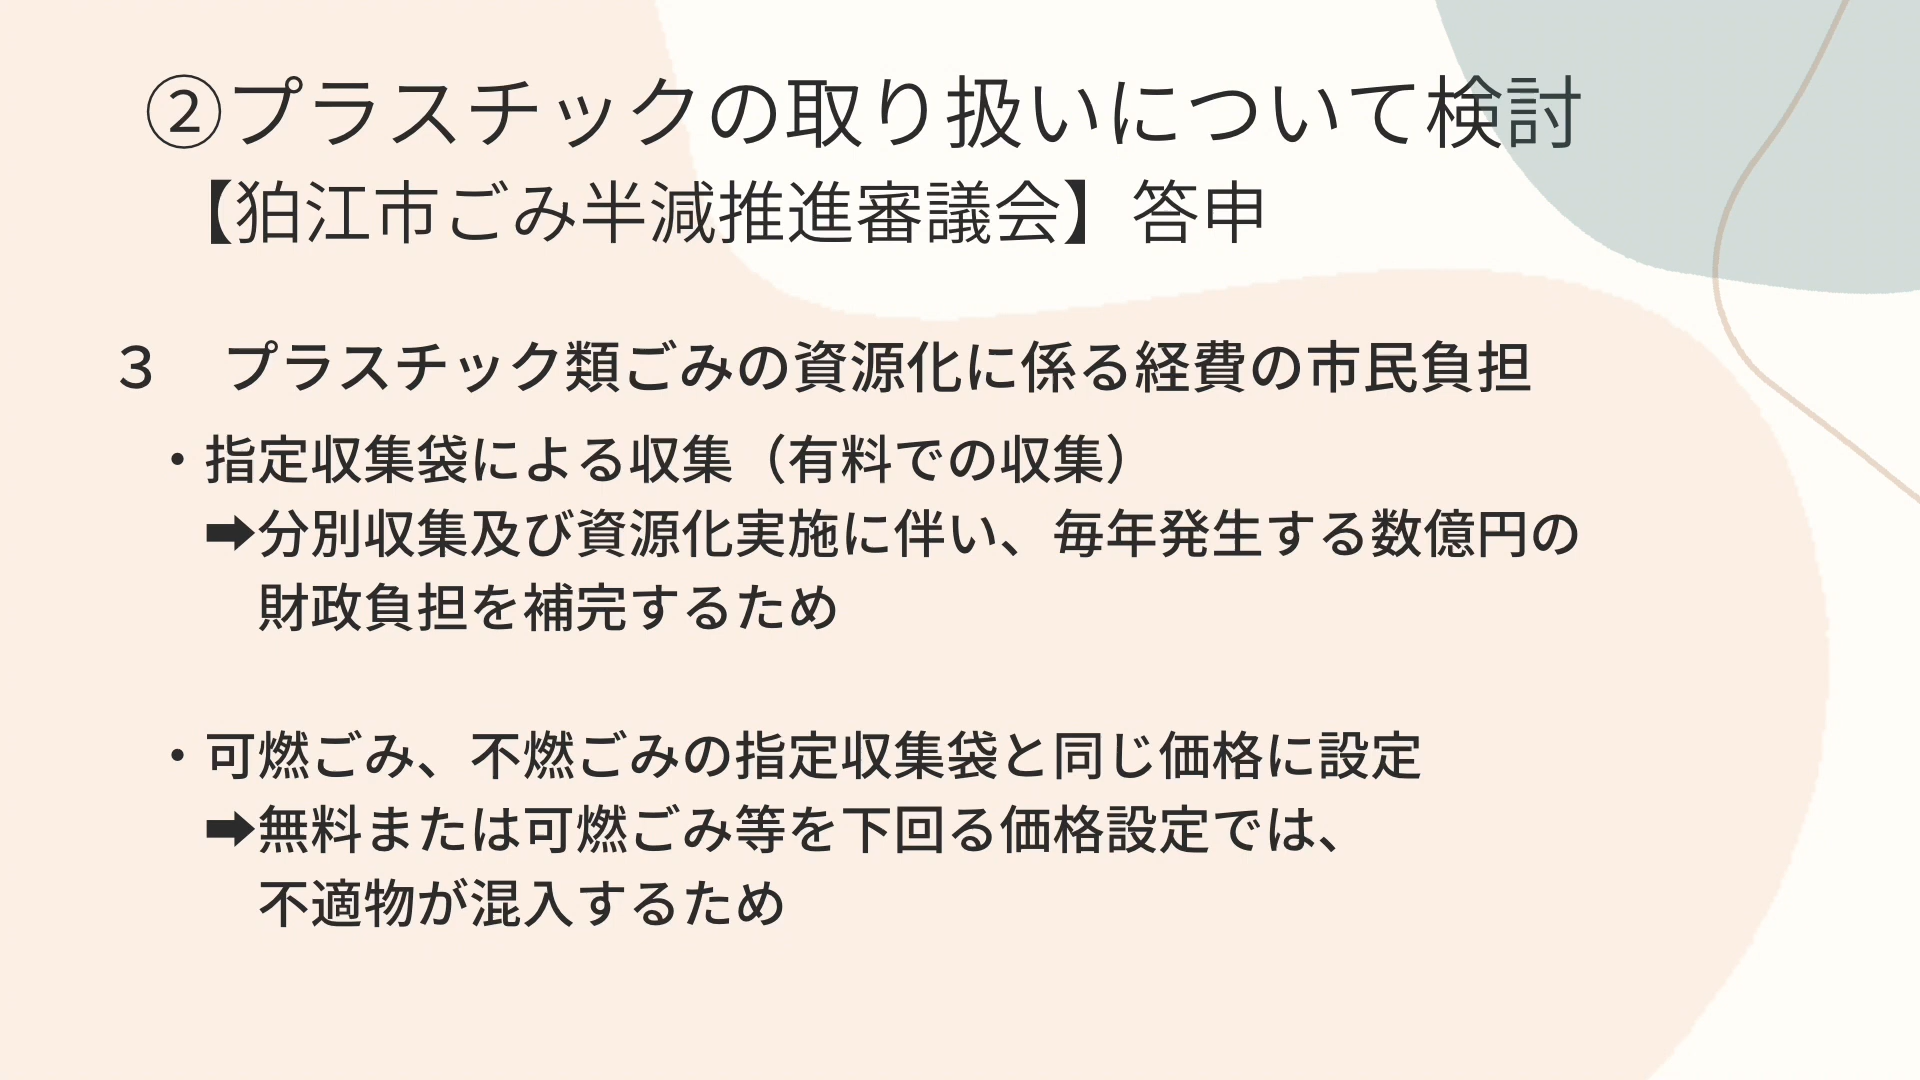 ②プラスチックの取り扱いについて検討
【狛江市ごみ半減推進審議会】答申
３　プラスチック類ごみの資源化に係る経費の市民負担
・指定収集袋による収集（有料での収集）
➡分別収集及び資源化実施に伴い、毎年発生する数億円の
財政負担を補完するため
・可燃ごみ、不燃ごみの指定収集袋と同じ価格に設定
➡無料または可燃ごみ等を下回る価格設定では、
不適物が混入するため